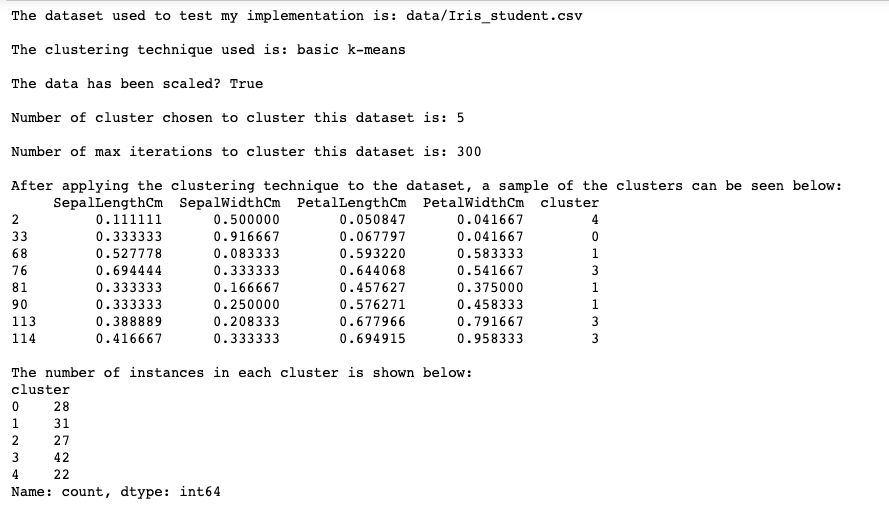 The dataset used to test my implementation is: data/Iris_student.csv
The clustering technique used is: basic k-means
The data has been scaled? True
Number of cluster chosen to cluster this dataset is: 5
Number of max iterations to cluster this dataset is: 300
After applying the clustering technique to the dataset, a sample of the clusters can be seen below:
SepalLengthCm SepalWidthCm PetalLengthCm PetalWidthCm cluster
2 0.111111 0.500000 0.050847 0.041667 4
33 0.333333 0.916667 0.067797 0.041667 0
68 0.527778 0.083333 0.593220 0.583333 1
76 0.694444 0.333333 0.644068 0.541667 3
81 0.333333 0.166667 0.457627 0.375000 1
90 0.333333 0.250000 0.576271 0.458333 1
113 0.388889 0.208333 0.677966 0.791667 3
114 0.416667 0.333333 0.694915 0.958333 3
The number of instances in each cluster is shown below:
cluster
0 28
1 31
2 27
3 42
4 22
Name: count, dtype: int64